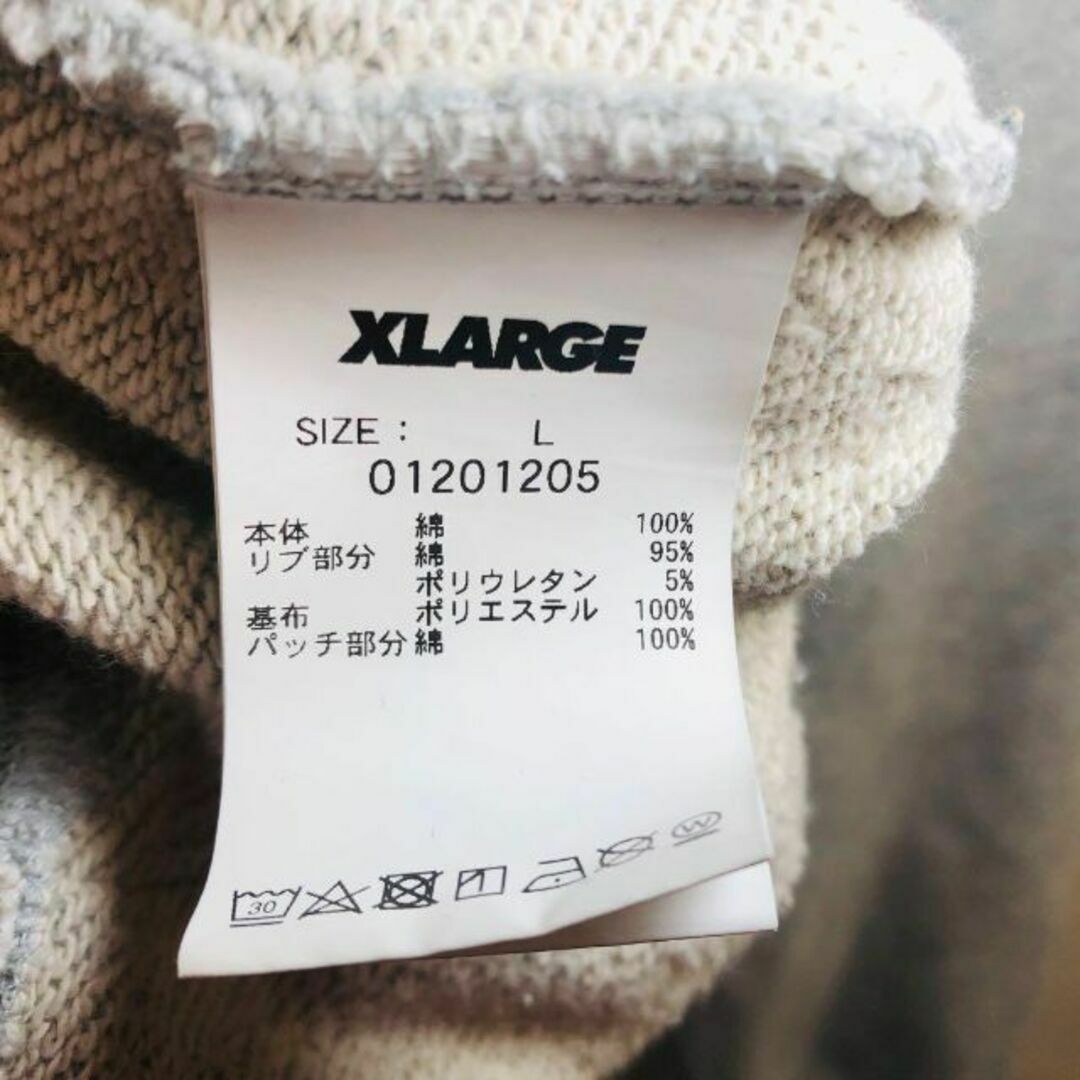 XLARGE
SIZE : L
01201205
本体 綿 100%
リブ部分 綿 95%
ポリウレタン 5%
基布 ポリエステル 100%
パッチ部分 綿 100%
30 W